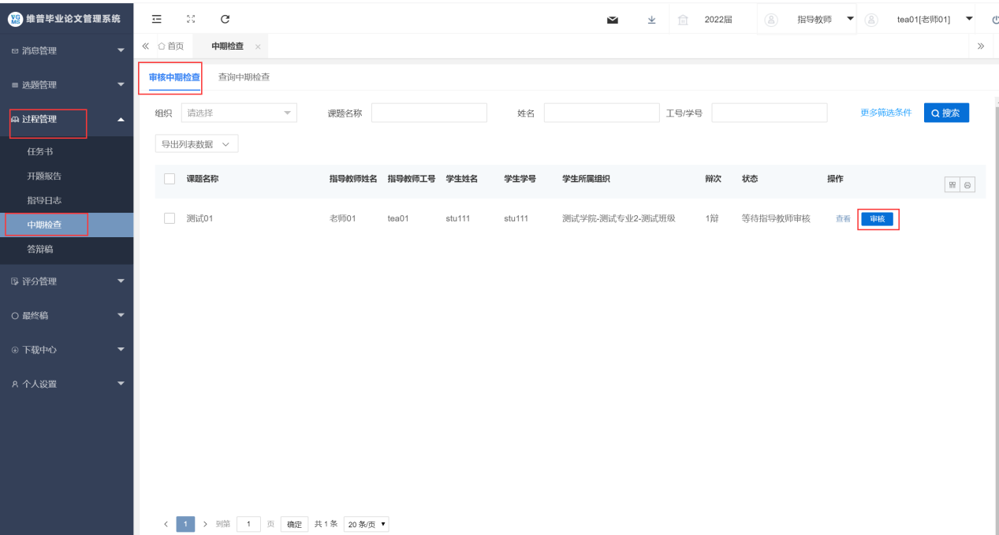 VG MS 维普毕业论文管理系统
2022届 指导教师 tea01[老师01]
消息管理
选题管理
过程管理
任务书
开题报告
指导日志
中期检查
答辩稿
评分管理
最终稿
下载中心
个人设置
首页 中期检查 ×
审核中期检查 查询中期检查
组织 请选择 课题名称 姓名 工号/学号 更多筛选条件 搜索
导出列表数据
课题名称 指导教师姓名 指导教师工号 学生姓名 学生学号 学生所属组织 辩次 状态 操作
测试01 老师01 tea01 stu111 stu111 测试学院-测试专业2-测试班级 1辩 等待指导教师审核 查看 审核
1 到第 1 页 确定 共 1 条 20 条/页